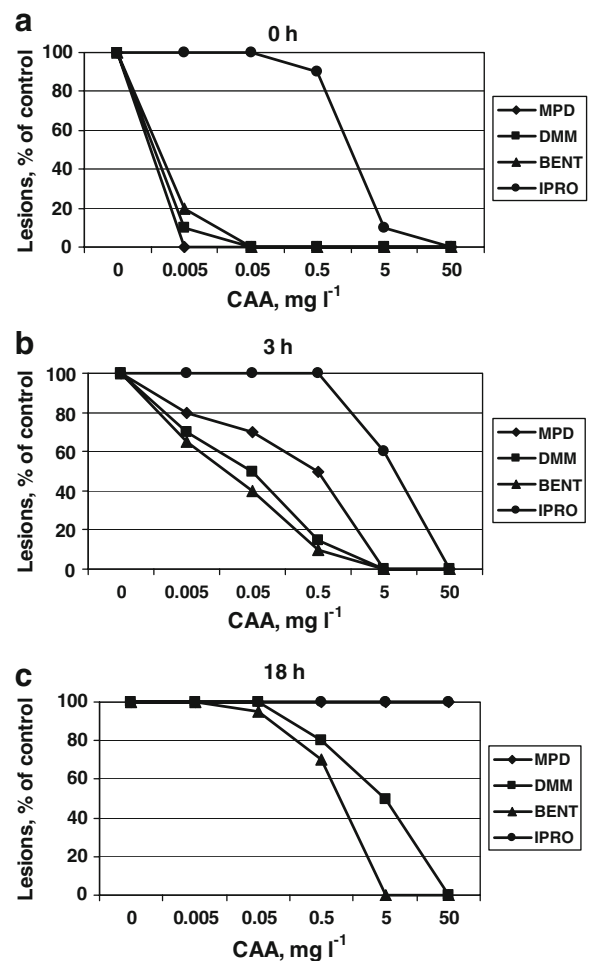 a
0 h
Lesions, % of control
100
80
60
40
20
0
0 0.005 0.05 0.5 5 50
CAA, mg l⁻¹
MPD
DMM
BENT
IPRO
b
3 h
Lesions, % of control
100
80
60
40
20
0
0 0.005 0.05 0.5 5 50
CAA, mg l⁻¹
MPD
DMM
BENT
IPRO
c
18 h
Lesions, % of control
100
80
60
40
20
0
0 0.005 0.05 0.5 5 50
CAA, mg l⁻¹
MPD
DMM
BENT
IPRO